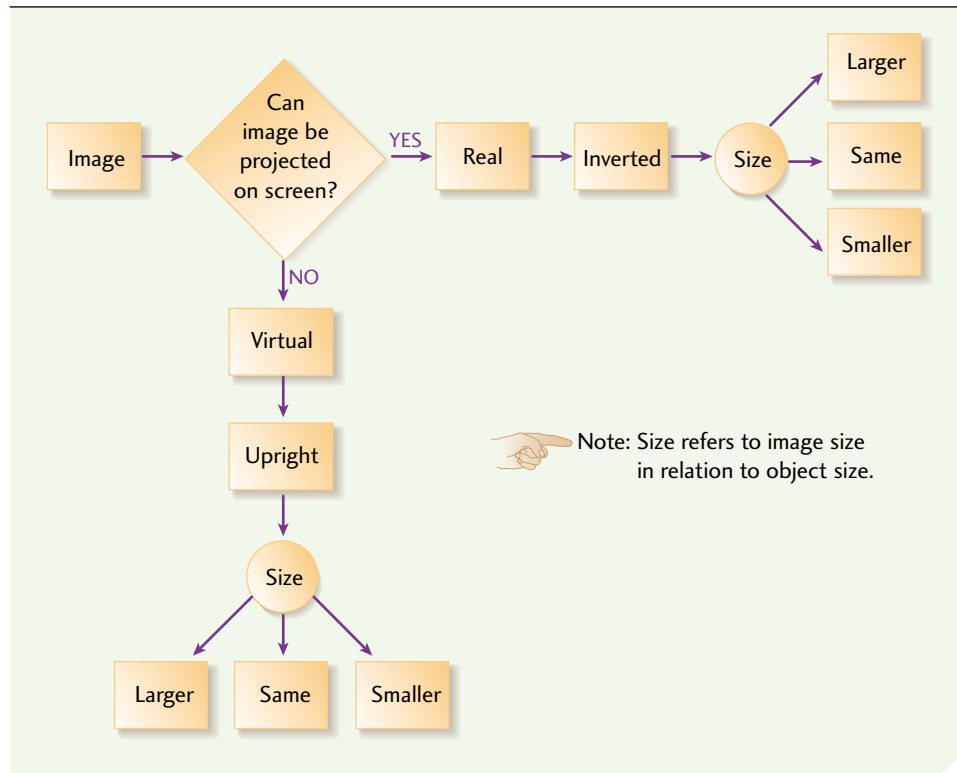 Image
Can
image be
projected
on screen?
YES
Real
Inverted
Size
Larger
Same
Smaller
NO
Virtual
Upright
Size
Larger
Same
Smaller
Note: Size refers to image size
in relation to object size.